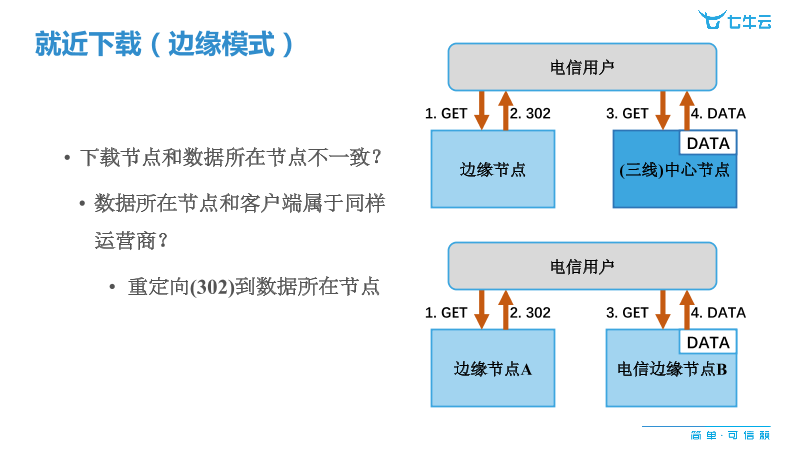 七牛云
就近下载（边缘模式）
• 下载节点和数据所在节点不一致？
• 数据所在节点和客户端属于同样
运营商？
• 重定向(302)到数据所在节点
电信用户
1. GET
2. 302
3. GET
4. DATA
边缘节点
DATA
(三线)中心节点
电信用户
1. GET
2. 302
3. GET
4. DATA
边缘节点A
DATA
电信边缘节点B
简单·可信赖